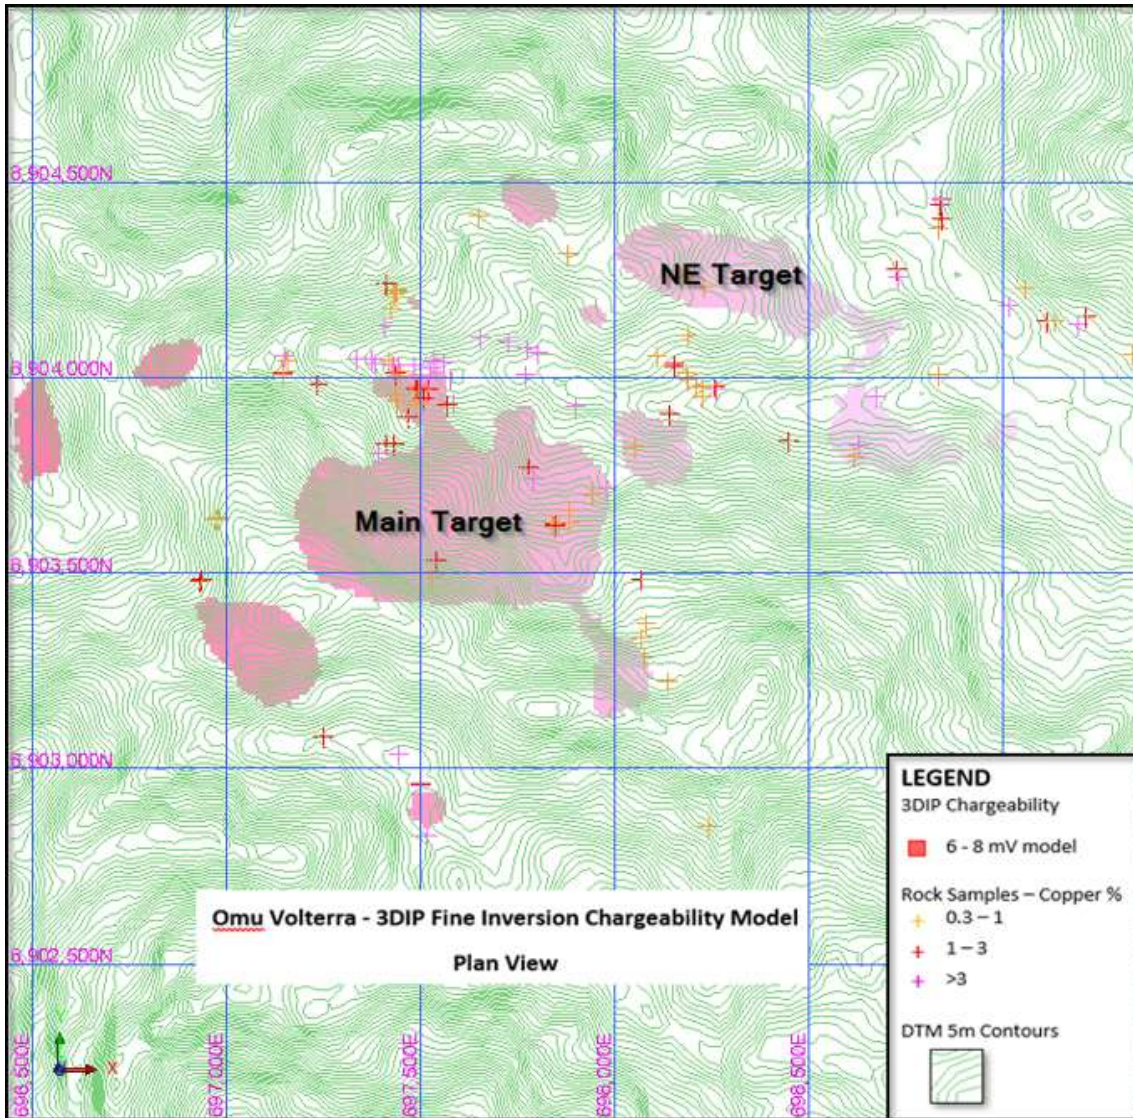 6,904,500N
NE Target
6,904,000N
Main Target
6,903,500N
6,903,000N
LEGEND
3DIP Chargeability
6 - 8 mV model
Rock Samples – Copper %
0.3 – 1
1 – 3
>3
DTM 5m Contours
Omu Volterra - 3DIP Fine Inversion Chargeability Model
Plan View
6,902,500N
Y
X
696,500E
697,000E
697,500E
698,000E
698,500E